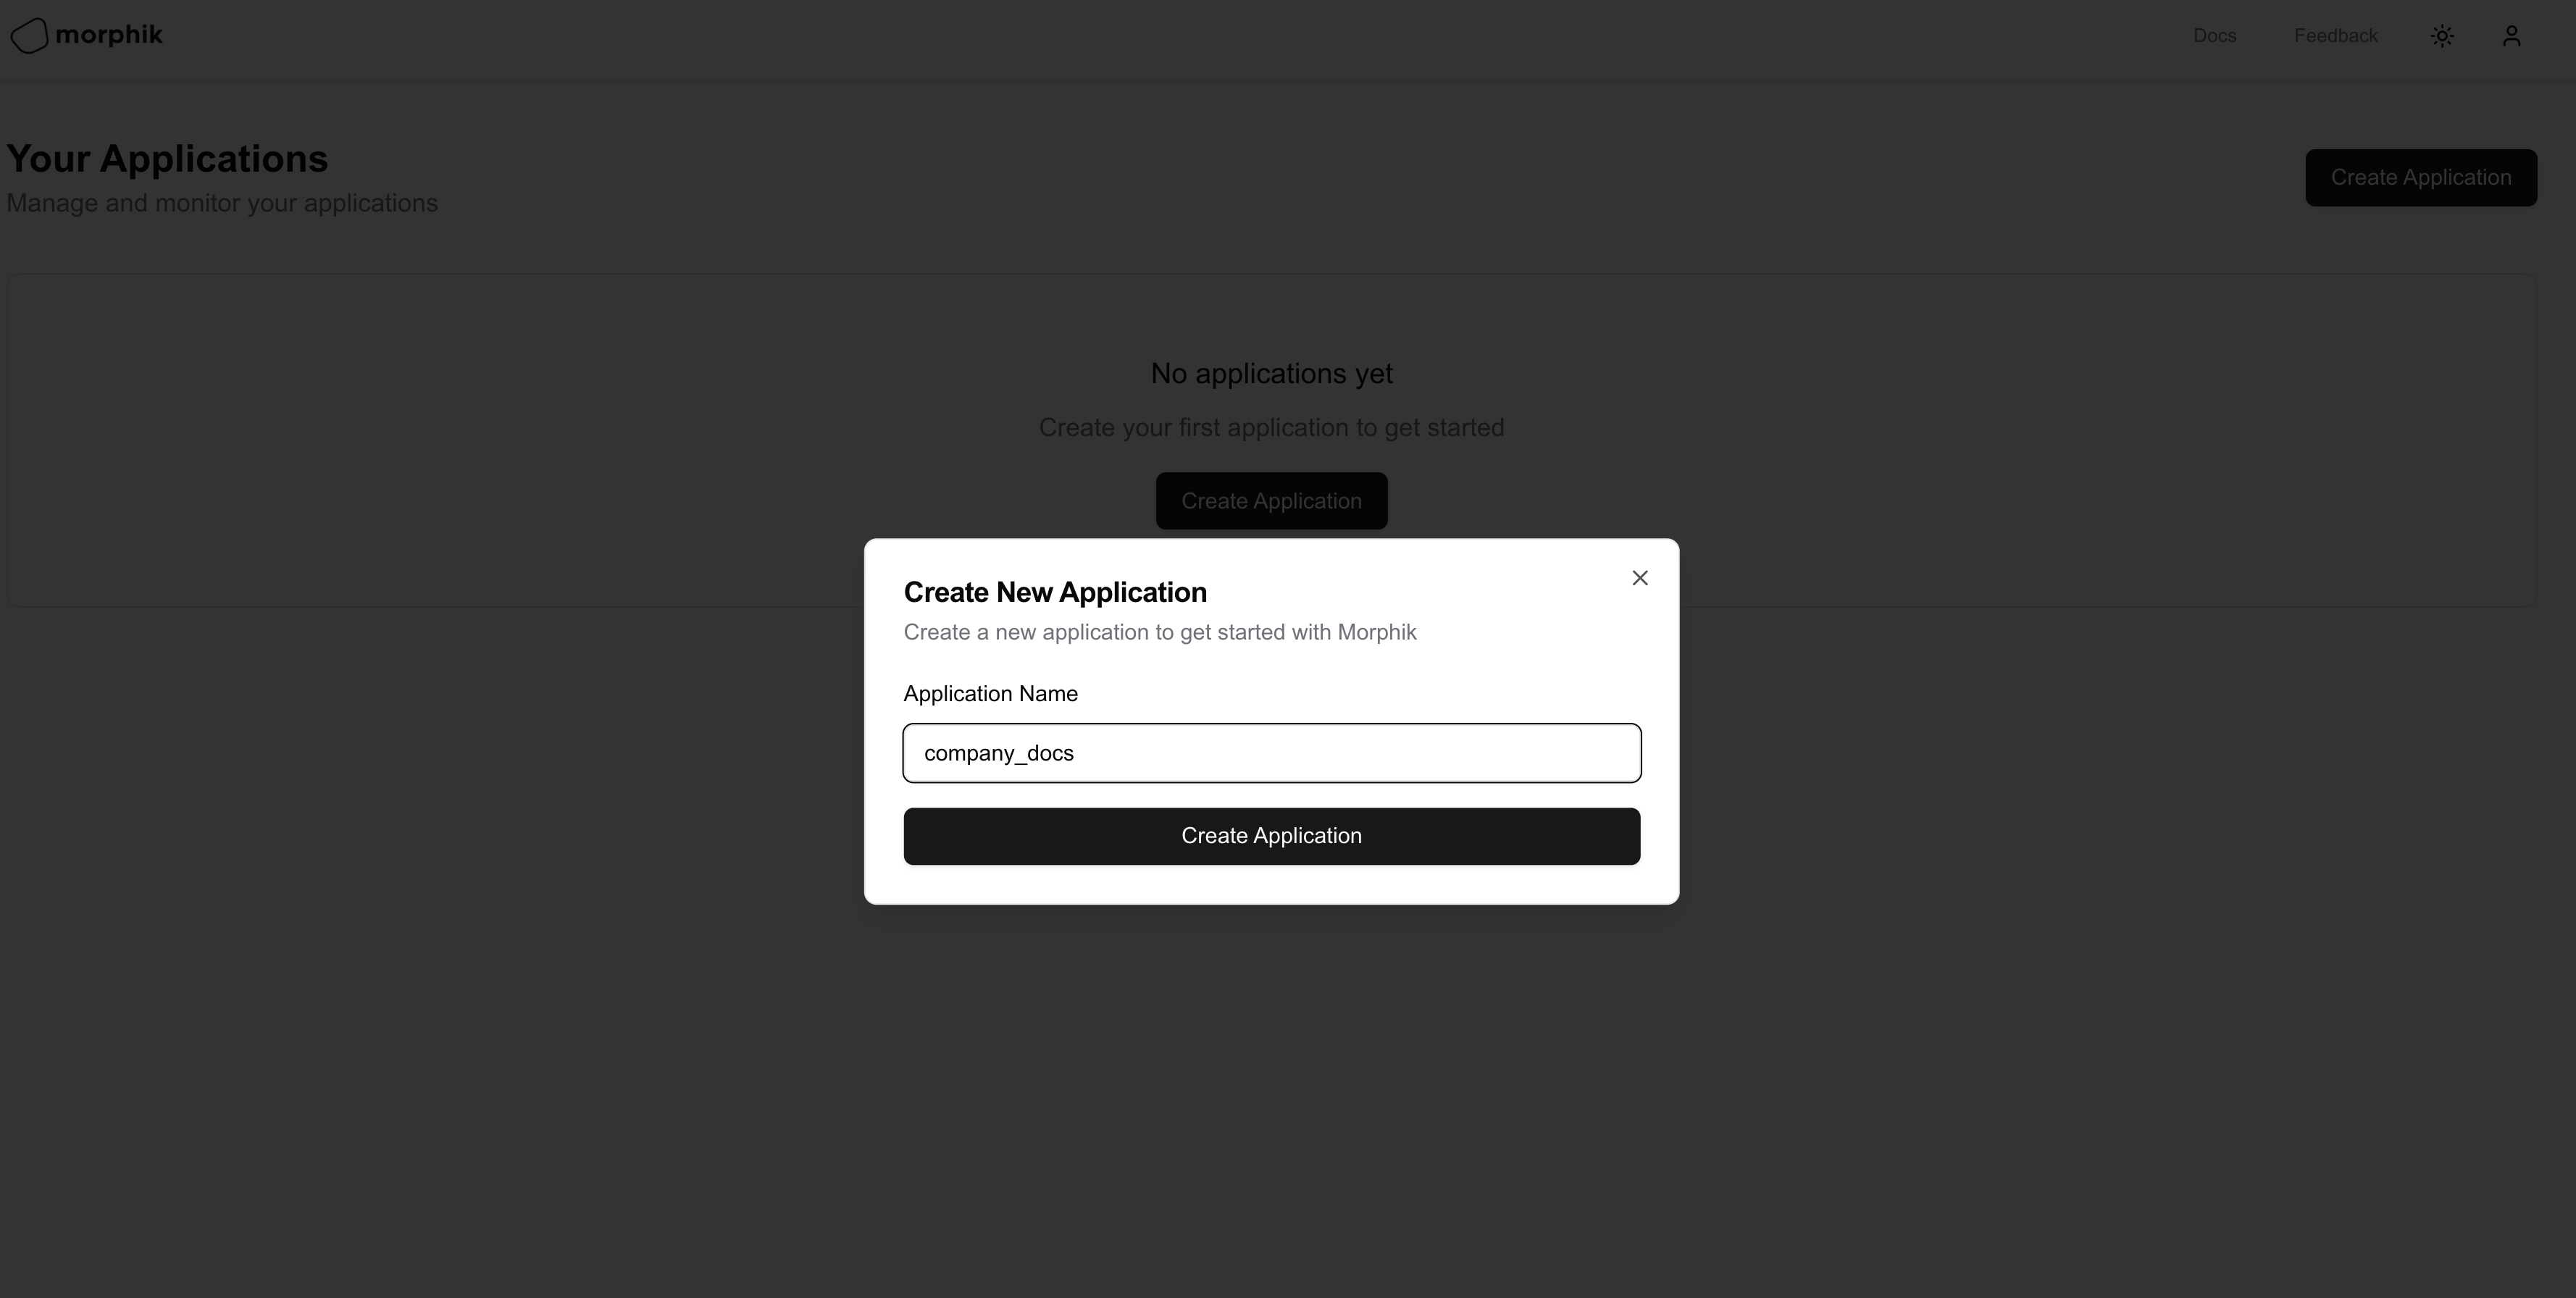 morphik
Docs
Feedback
Your Applications
Manage and monitor your applications
Create Application
No applications yet
Create your first application to get started
Create Application
Create New Application
Create a new application to get started with Morphik
Application Name
company_docs
Create Application